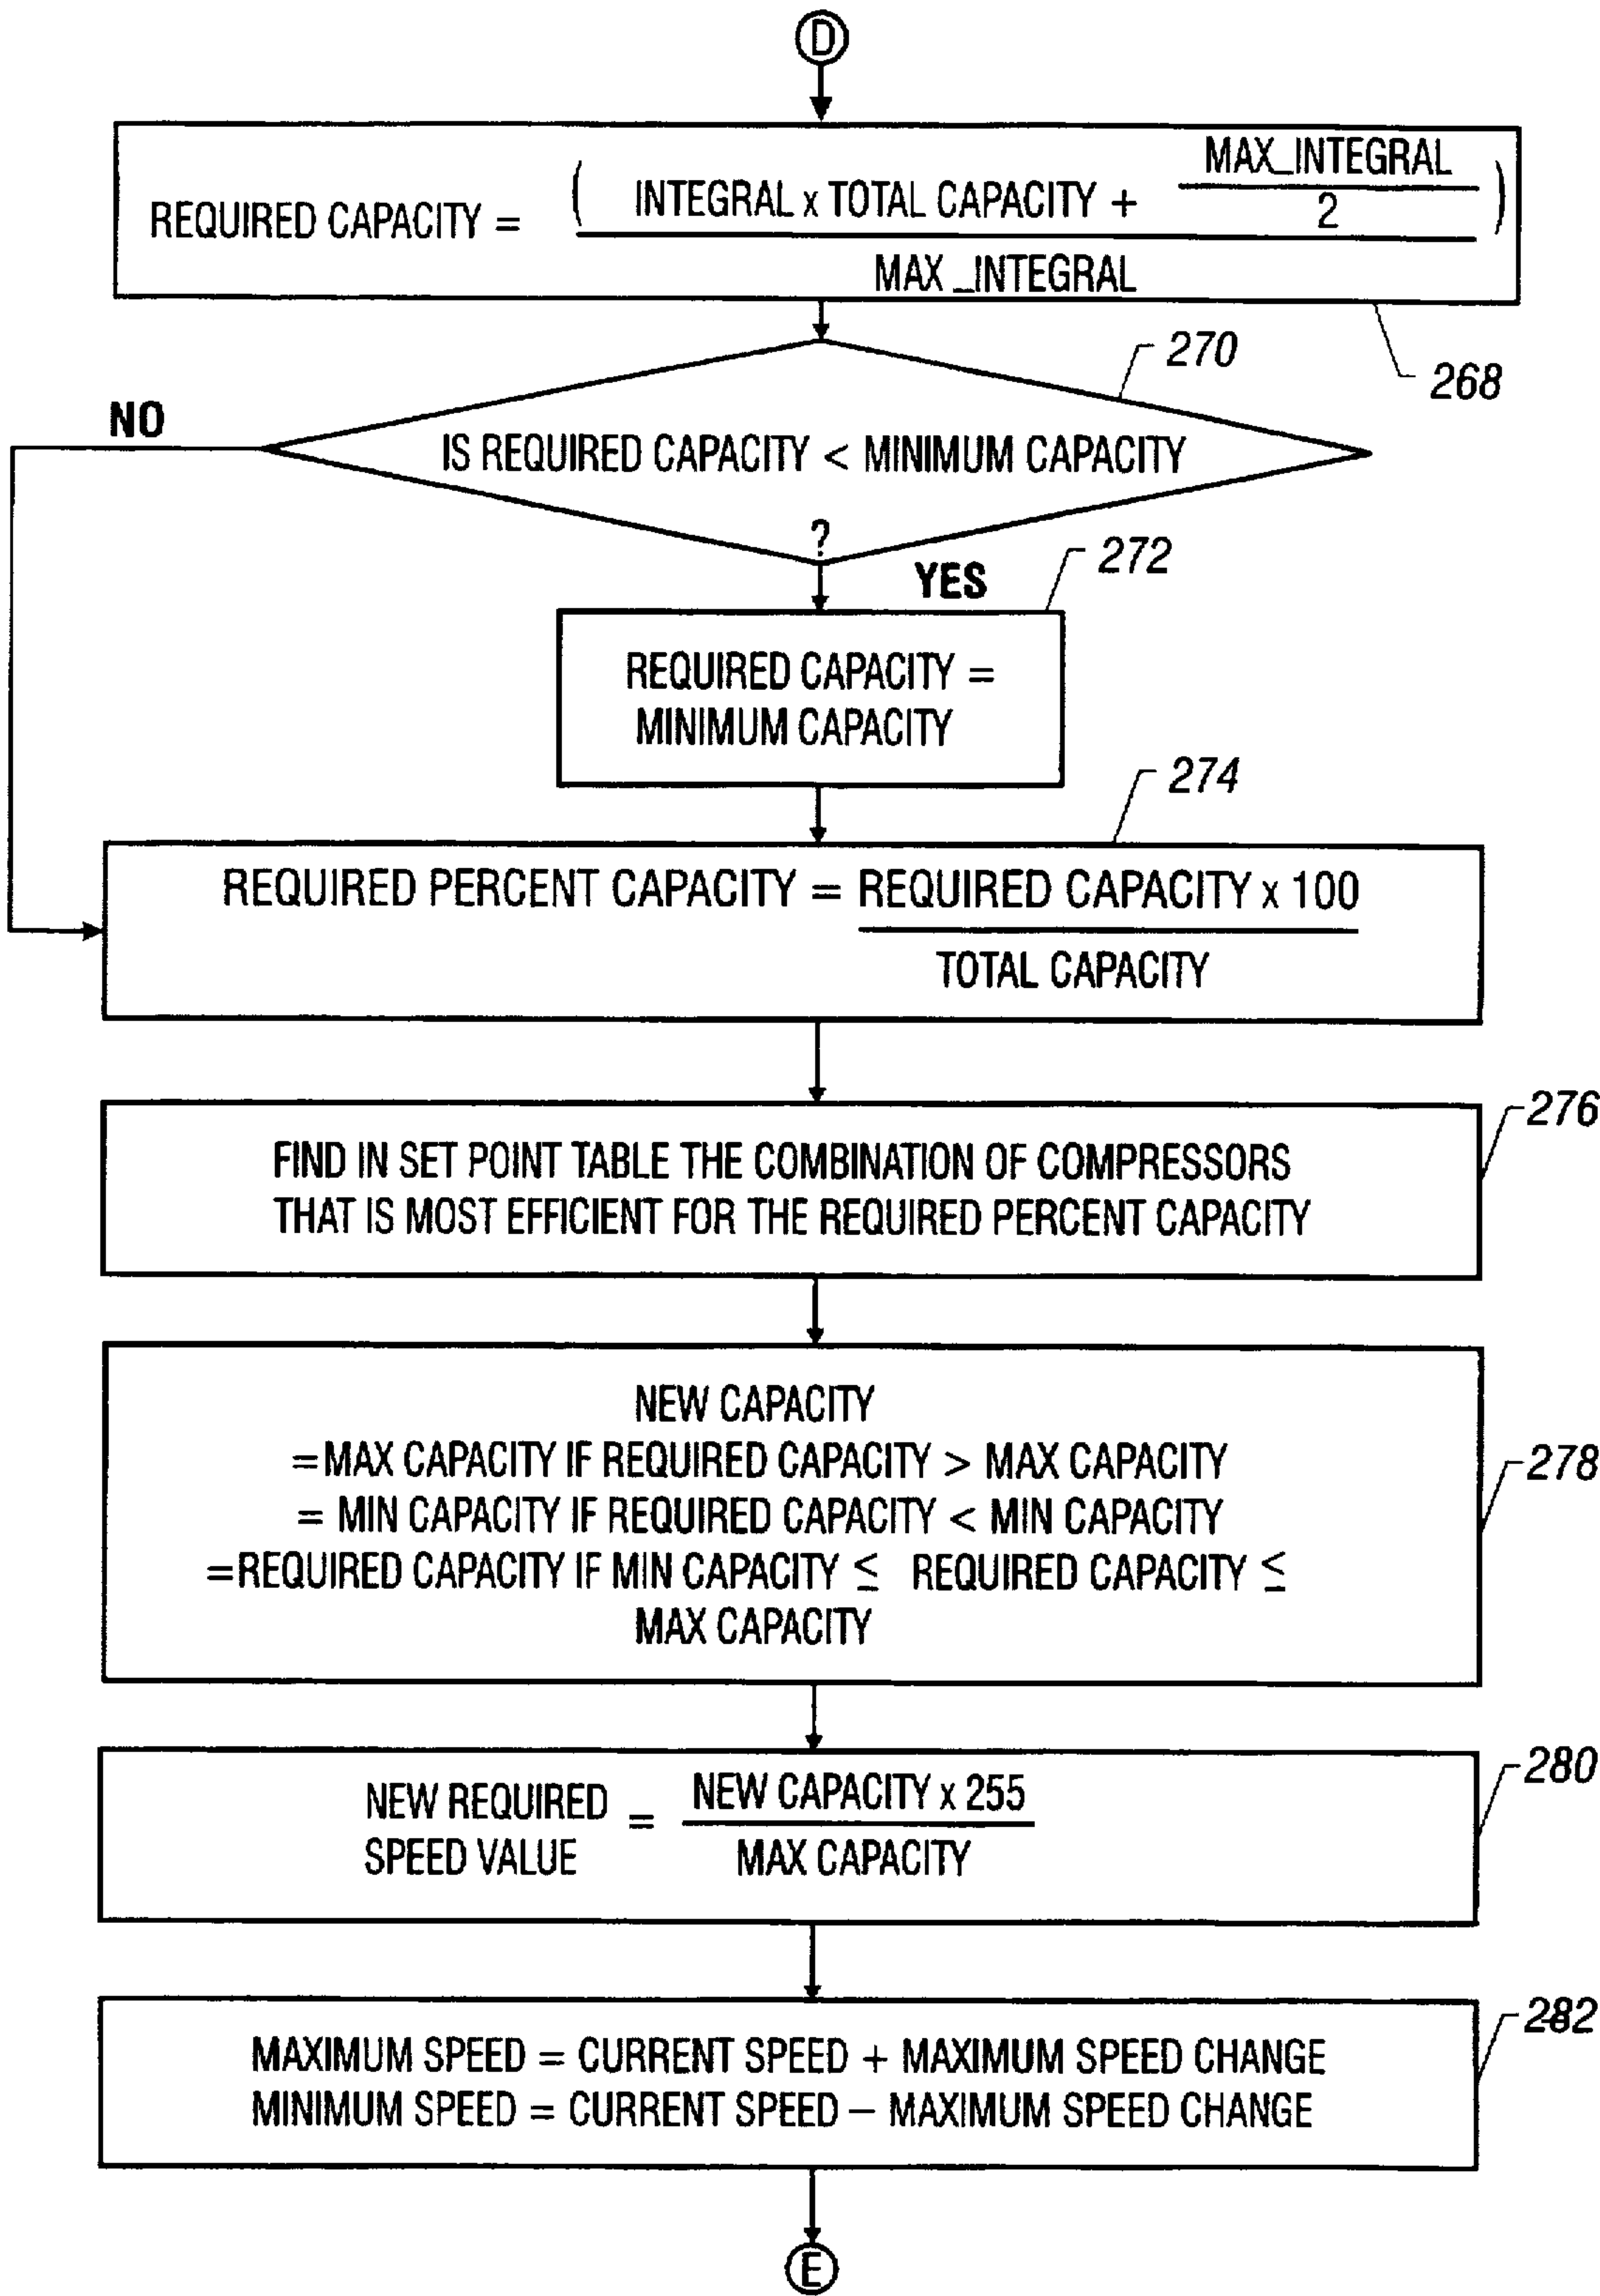 D
MAX_INTEGRAL
REQUIRED CAPACITY = ( INTEGRAL x TOTAL CAPACITY + 2 )
MAX_INTEGRAL
268
270
NO
IS REQUIRED CAPACITY < MINIMUM CAPACITY
?
YES
272
REQUIRED CAPACITY =
MINIMUM CAPACITY
274
REQUIRED PERCENT CAPACITY = REQUIRED CAPACITY x 100
TOTAL CAPACITY
276
FIND IN SET POINT TABLE THE COMBINATION OF COMPRESSORS
THAT IS MOST EFFICIENT FOR THE REQUIRED PERCENT CAPACITY
278
NEW CAPACITY
=MAX CAPACITY IF REQUIRED CAPACITY > MAX CAPACITY
= MIN CAPACITY IF REQUIRED CAPACITY < MIN CAPACITY
=REQUIRED CAPACITY IF MIN CAPACITY ≤ REQUIRED CAPACITY ≤
MAX CAPACITY
280
NEW REQUIRED
SPEED VALUE
= NEW CAPACITY x 255
MAX CAPACITY
282
MAXIMUM SPEED = CURRENT SPEED + MAXIMUM SPEED CHANGE
MINIMUM SPEED = CURRENT SPEED – MAXIMUM SPEED CHANGE
E